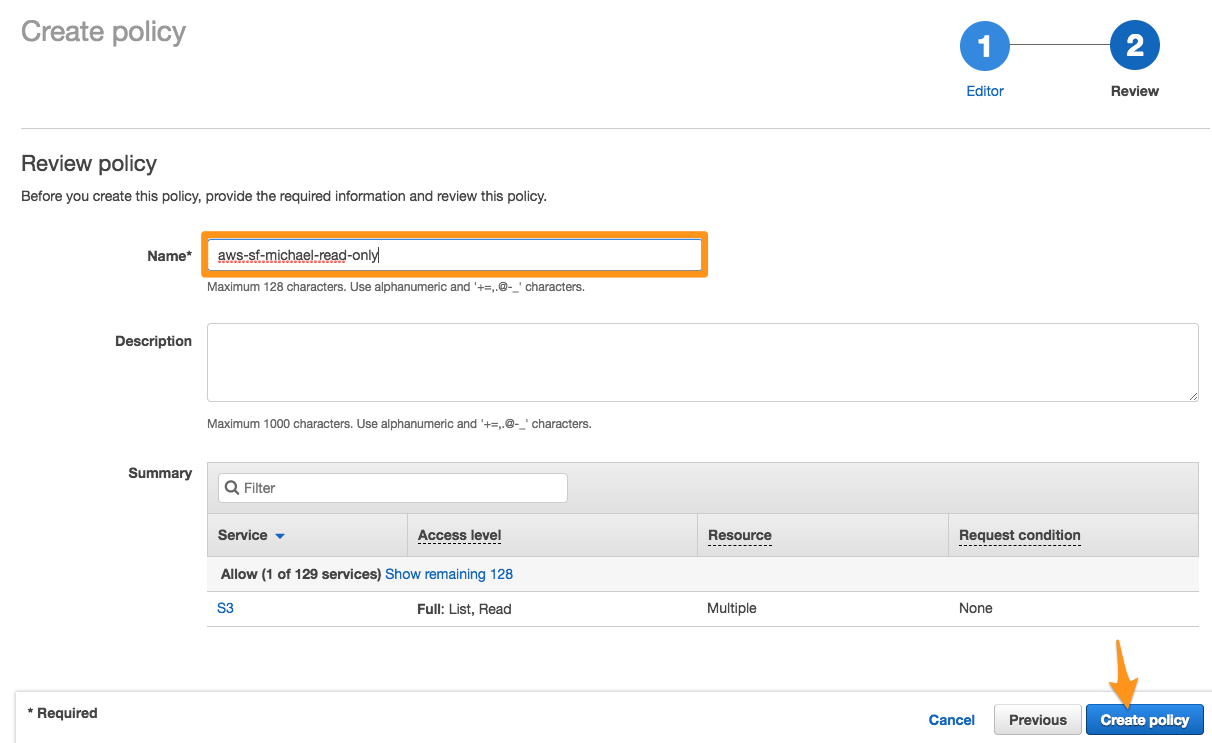 Create policy
1
2
Editor
Review
Review policy
Before you create this policy, provide the required information and review this policy.
Name*
aws-sf-michael-read-only
Maximum 128 characters. Use alphanumeric and '+=,.@-_' characters.
Description
Maximum 1000 characters. Use alphanumeric and '+=,.@-_' characters.
Summary
Filter
Service Access level Resource Request condition
Allow (1 of 129 services) Show remaining 128
S3 Full: List, Read Multiple None
* Required
Cancel Previous Create policy